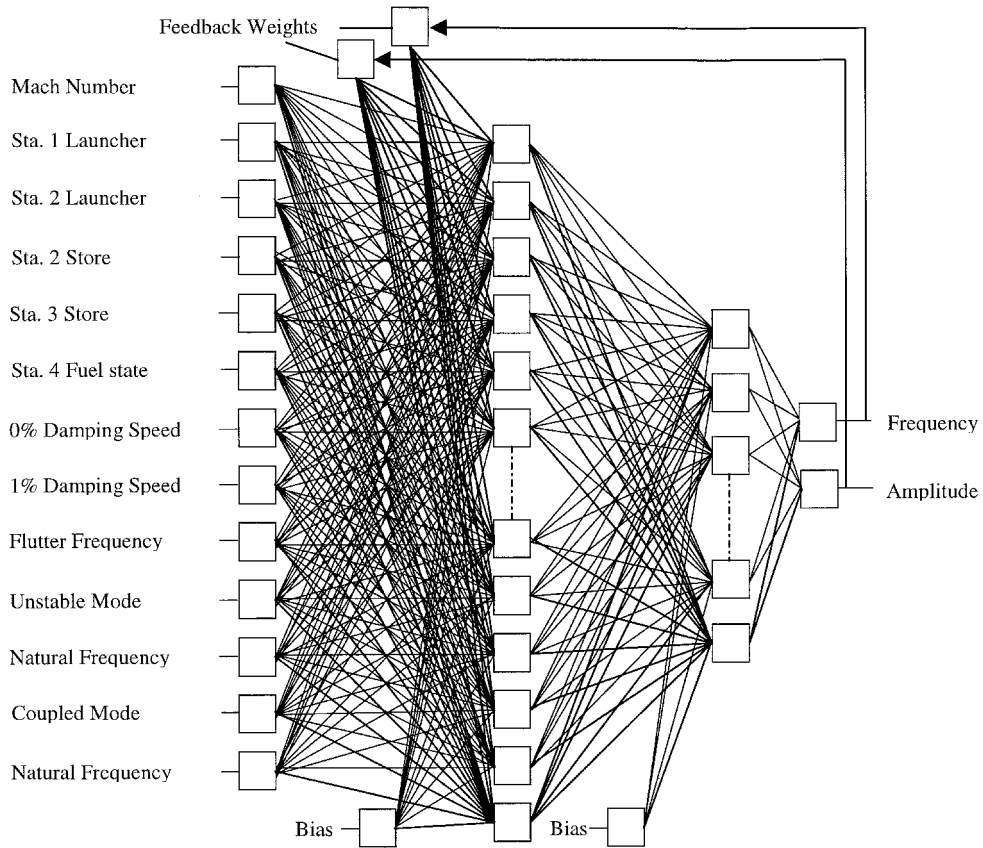 Feedback Weights
Mach Number
Sta. 1 Launcher
Sta. 2 Launcher
Sta. 2 Store
Sta. 3 Store
Sta. 4 Fuel state
0% Damping Speed
1% Damping Speed
Flutter Frequency
Unstable Mode
Natural Frequency
Coupled Mode
Natural Frequency
Bias
Bias
Frequency
Amplitude